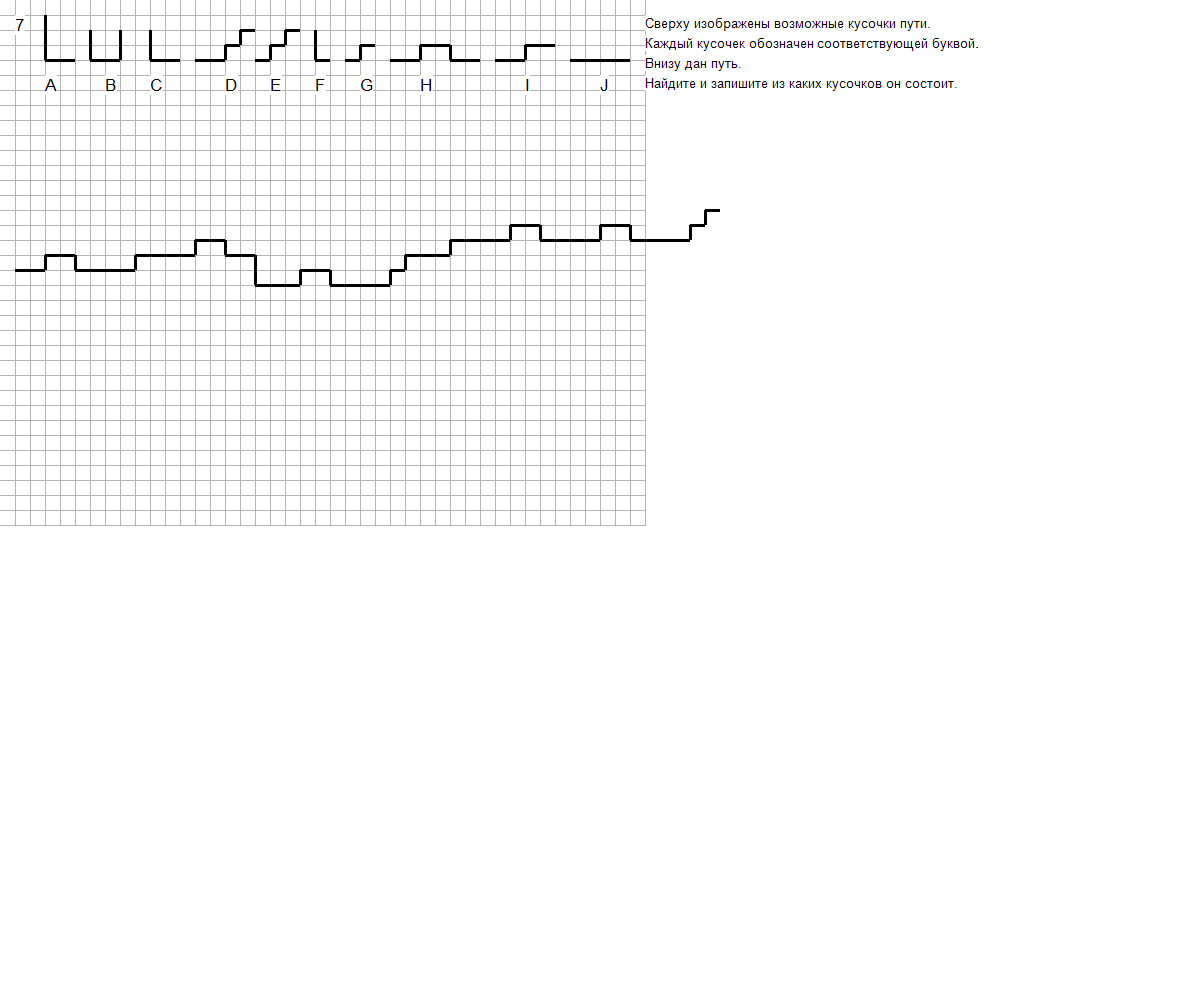 7
A B C D E F G H I J
Сверху изображены возможные кусочки пути.
Каждый кусочек обозначен соответствующей буквой.
Внизу дан путь.
Найдите и запишите из каких кусочков он состоит.